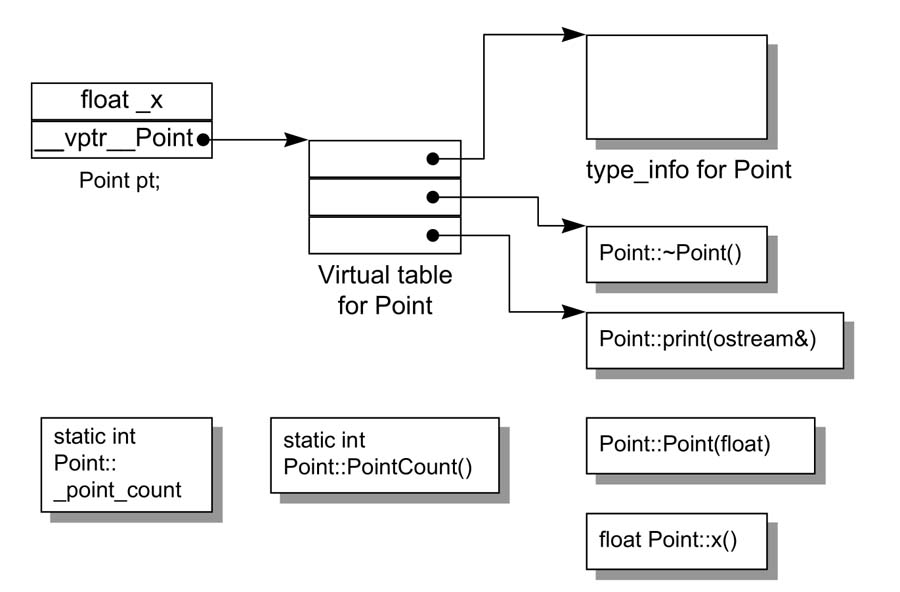 float _x
__vptr__Point
Point pt;
type_info for Point
Point::~Point()
Virtual table
for Point
Point::print(ostream&)
static int
Point::
_point_count
static int
Point::PointCount()
Point::Point(float)
float Point::x()